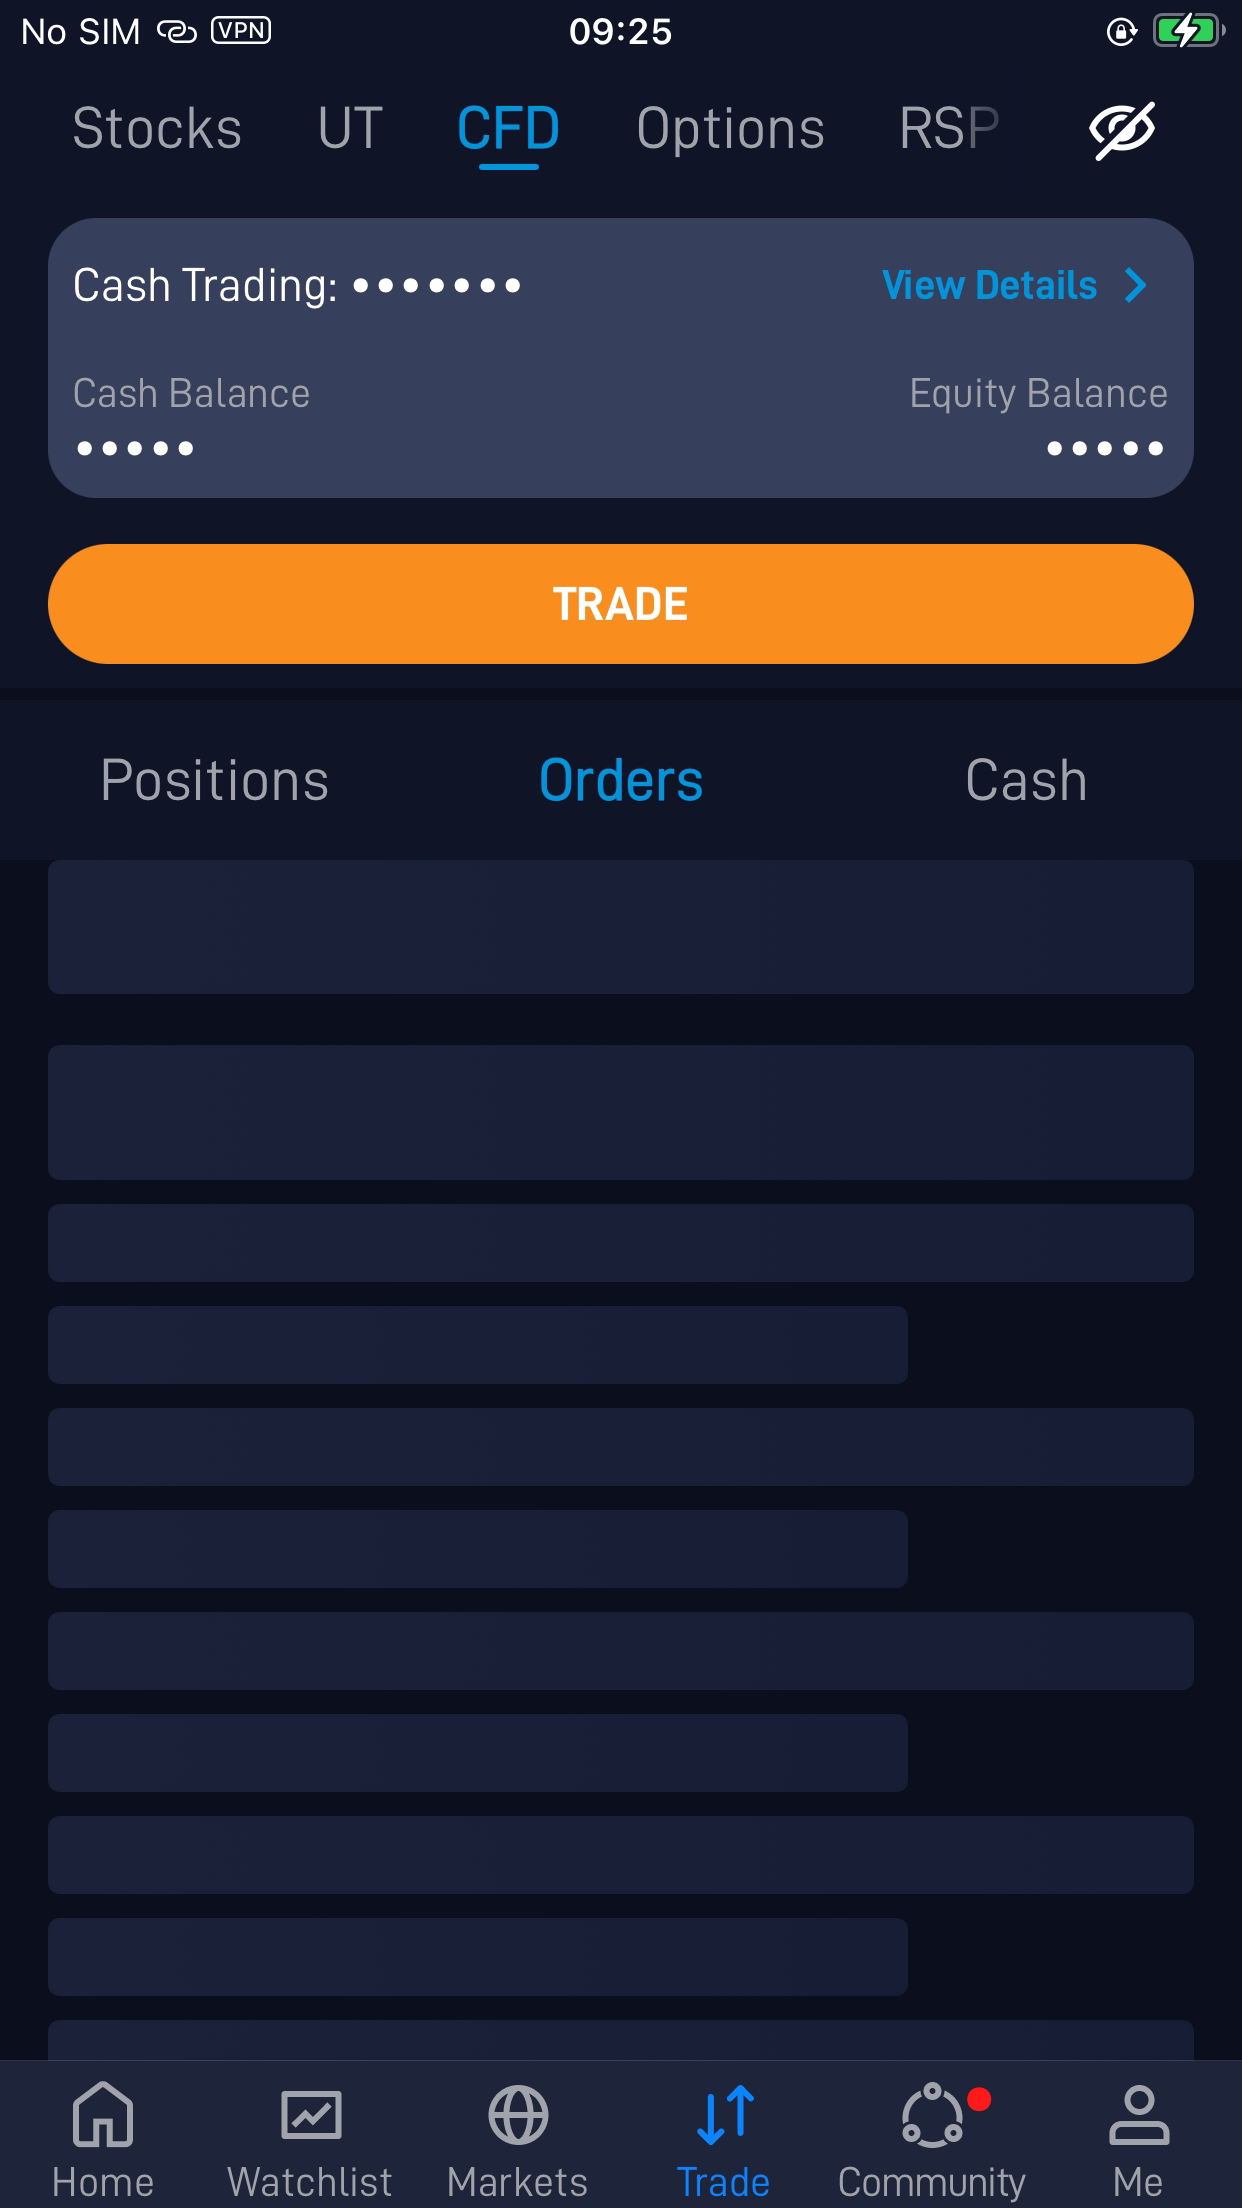 No SIM VPN 09:25
Stocks UT CFD Options RSP
Cash Trading: ••••••• View Details
Cash Balance Equity Balance
••••• •••••
TRADE
Positions Orders Cash
Home Watchlist Markets Trade Community Me